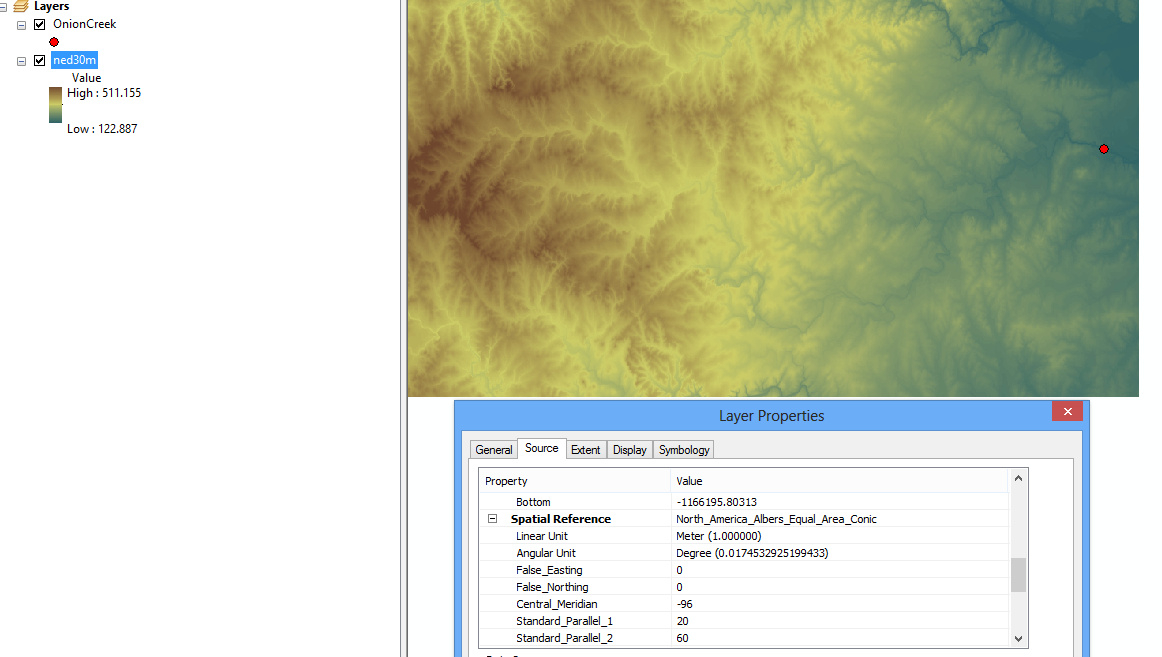 Layers
OnionCreek
ned30m
Value
High : 511.155
Low : 122.887
Layer Properties
General Source Extent Display Symbology
Property Value
Bottom -1166195.80313
Spatial Reference North_America_Albers_Equal_Area_Conic
Linear Unit Meter (1.000000)
Angular Unit Degree (0.0174532925199433)
False_Easting 0
False_Northing 0
Central_Meridian -96
Standard_Parallel_1 20
Standard_Parallel_2 60